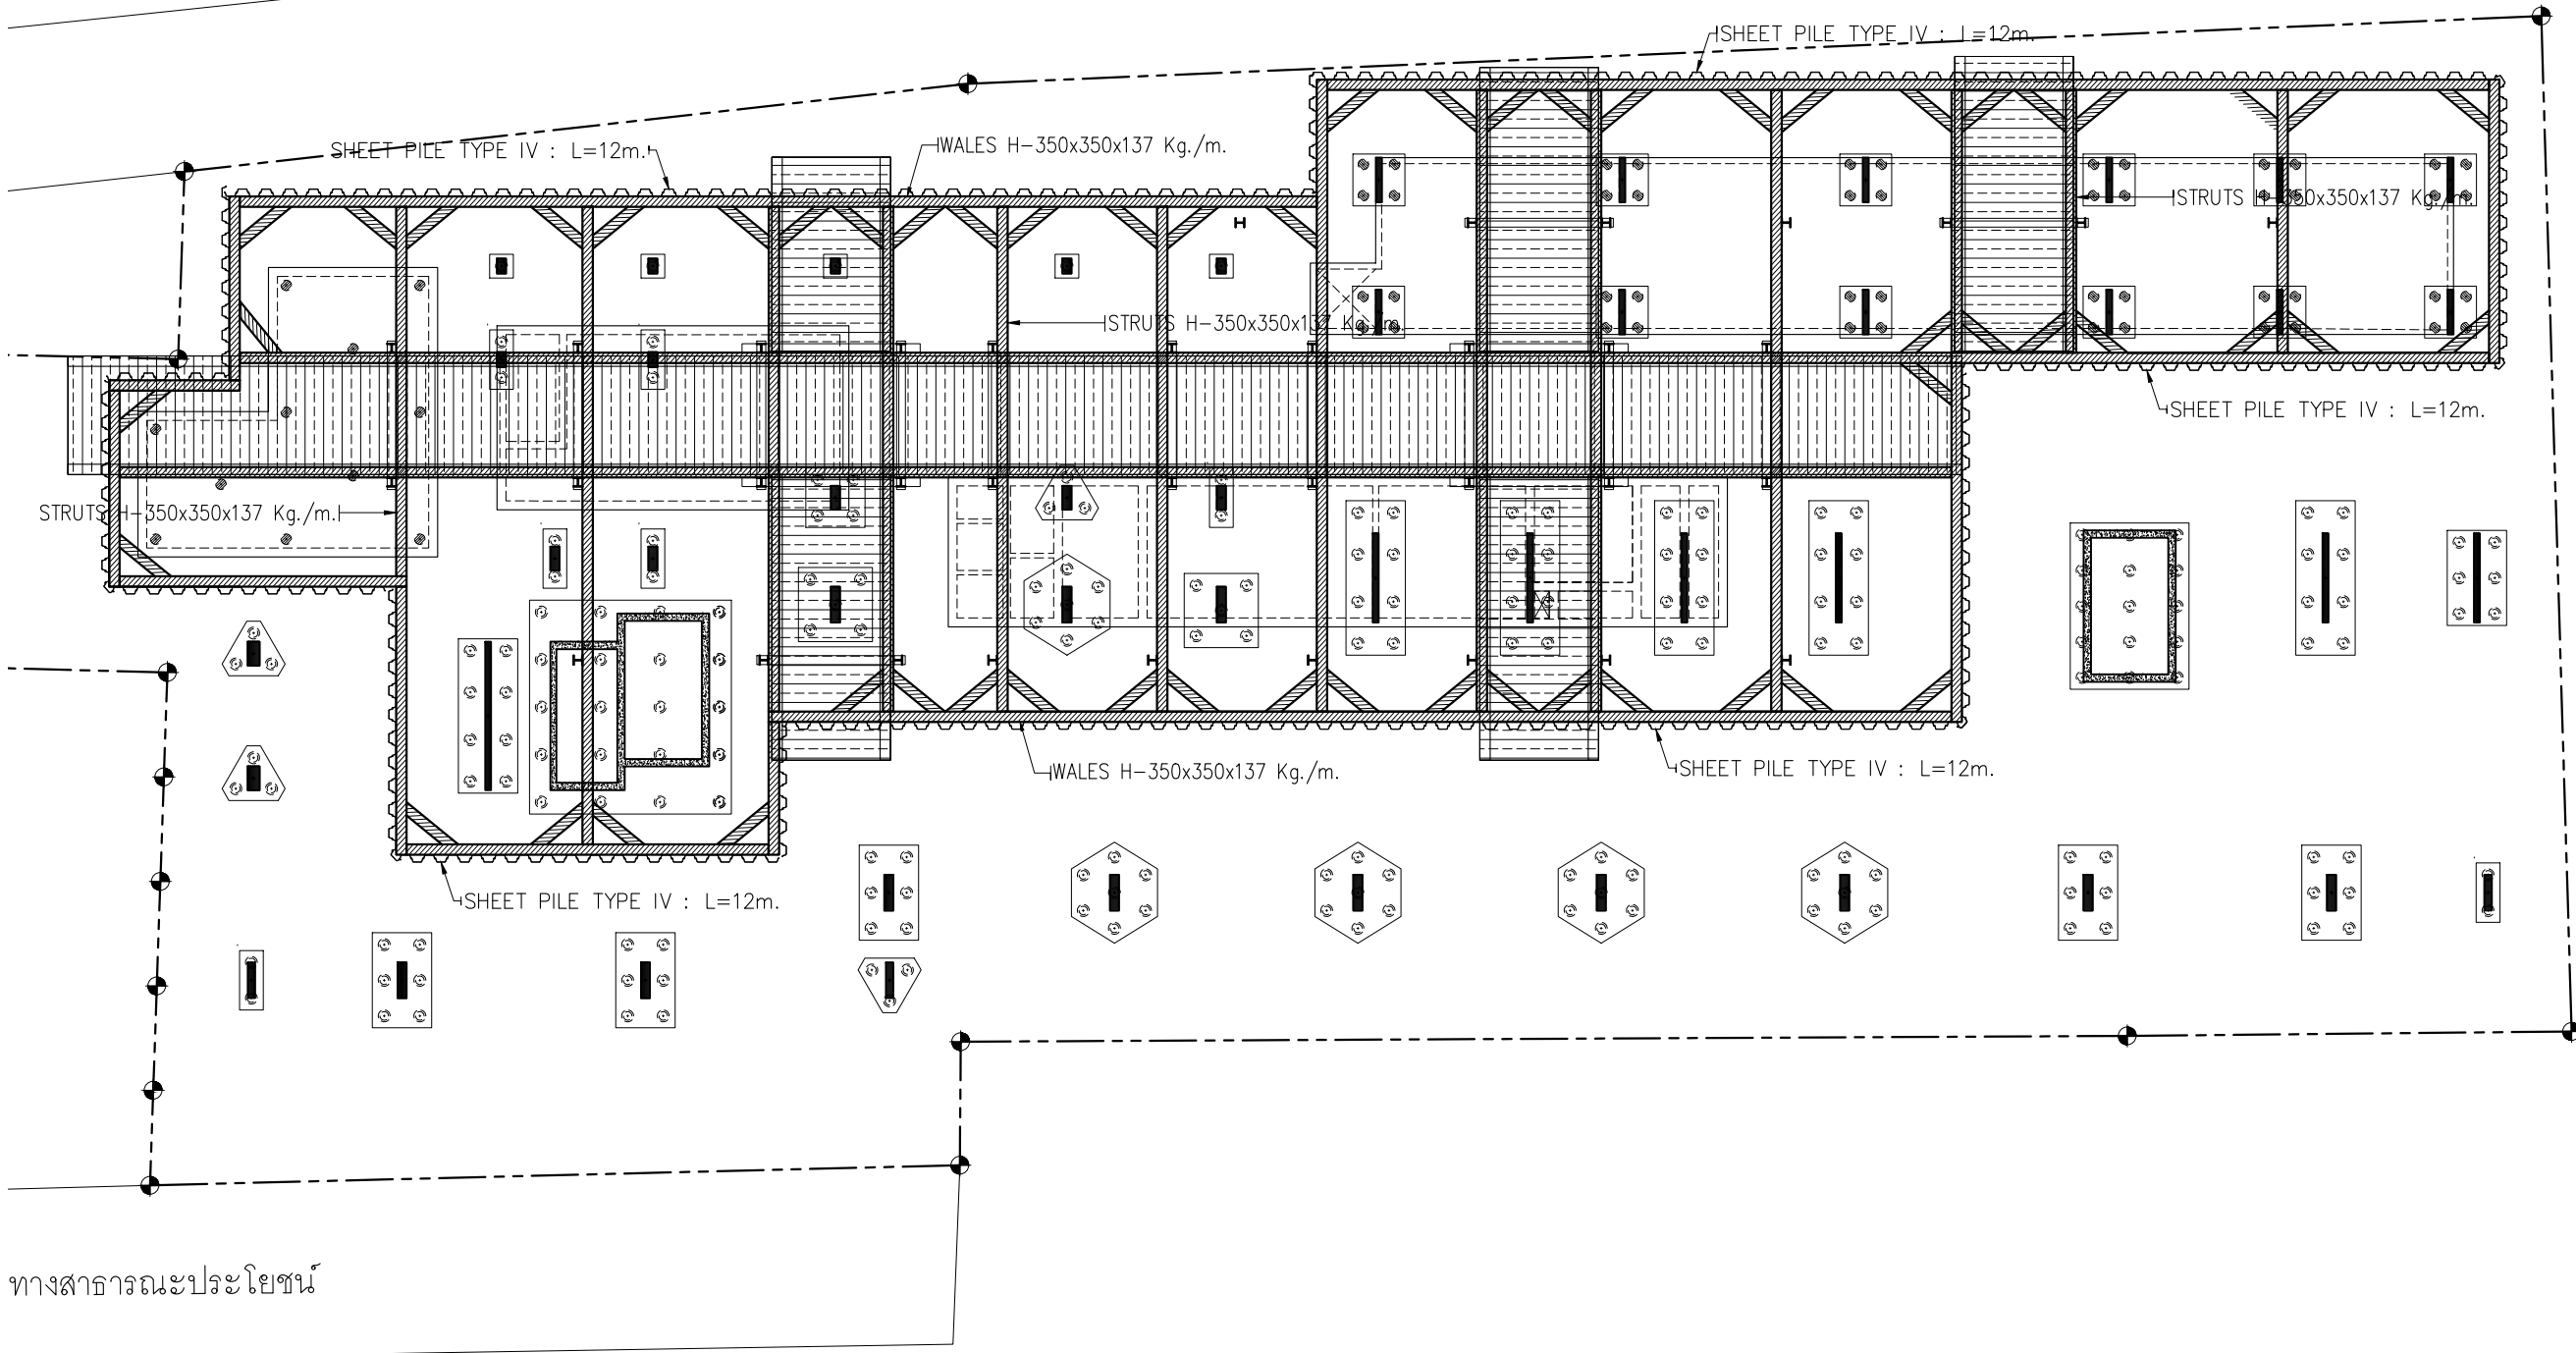 SHEET PILE TYPE IV : L=12m.
SHEET PILE TYPE IV : L=12m.
WALES H-350x350x137 Kg./m.
STRUTS H-350x350x137 Kg./m.
STRUTS H-350x350x137 Kg./m.
SHEET PILE TYPE IV : L=12m.
STRUTS H-350x350x137 Kg./m.
WALES H-350x350x137 Kg./m.
SHEET PILE TYPE IV : L=12m.
SHEET PILE TYPE IV : L=12m.
ทางสาธารณะประโยชน์